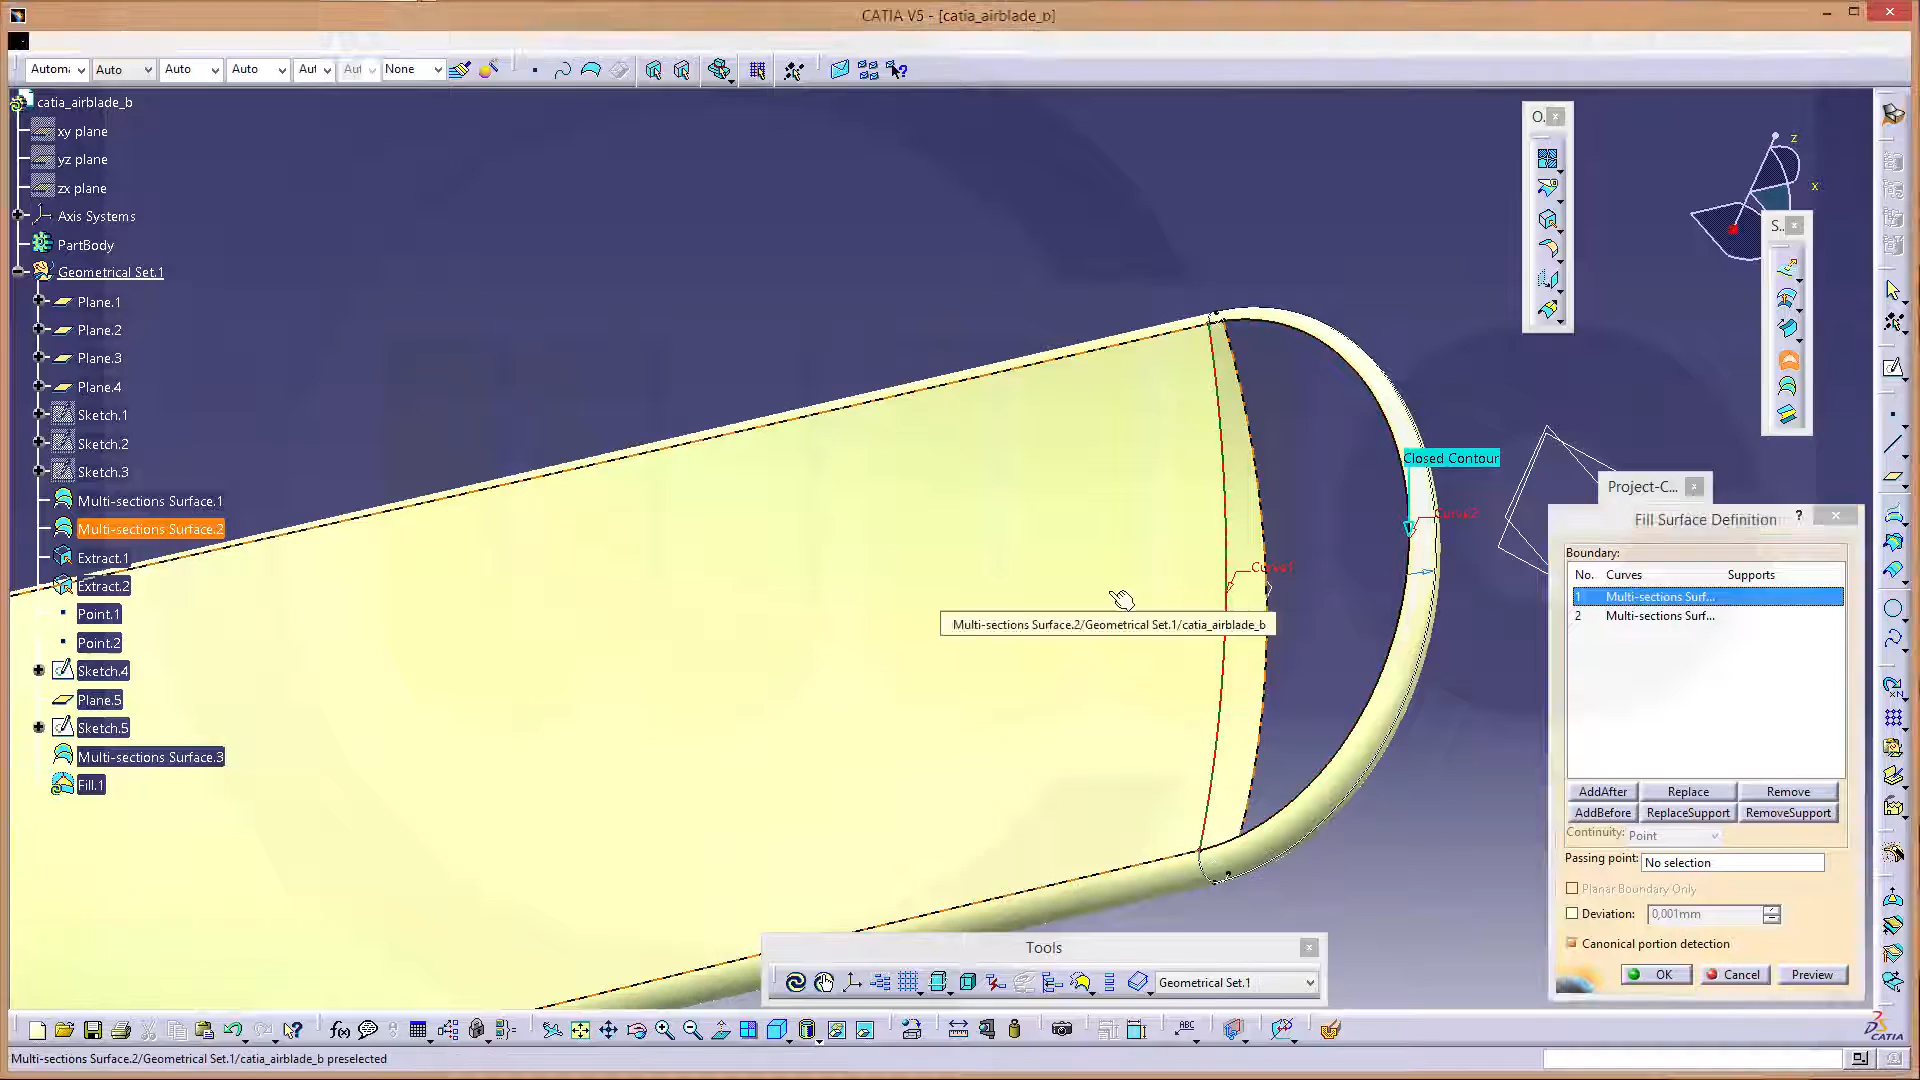 CATIA V5 - [catia_airblade_b]
Automa Auto Auto Auto Aut Aut None
catia_airblade_b
xy plane
yz plane
zx plane
Axis Systems
PartBody
Geometrical Set.1
Plane.1
Plane.2
Plane.3
Plane.4
Sketch.1
Sketch.2
Sketch.3
Multi-sections Surface.1
Multi-sections Surface.2
Extract.1
Extract.2
Point.1
Point.2
Sketch.4
Plane.5
Sketch.5
Multi-sections Surface.3
Fill.1
O.
z
x
S..
Closed Contour
Curve2
Curve1
Multi-sections Surface.2/Geometrical Set.1/catia_airblade_b
Project-C...
Fill Surface Definition ?
Boundary:
No. Curves Supports
1 Multi-sections Surf...
2 Multi-sections Surf...
AddAfter Replace Remove
AddBefore ReplaceSupport RemoveSupport
Continuity: Point
Passing point: No selection
Planar Boundary Only
Deviation: 0,001mm
Canonical portion detection
OK Cancel Preview
Tools
Geometrical Set.1
f(x)
ABC
CATIA
Multi-sections Surface.2/Geometrical Set.1/catia_airblade_b preselected